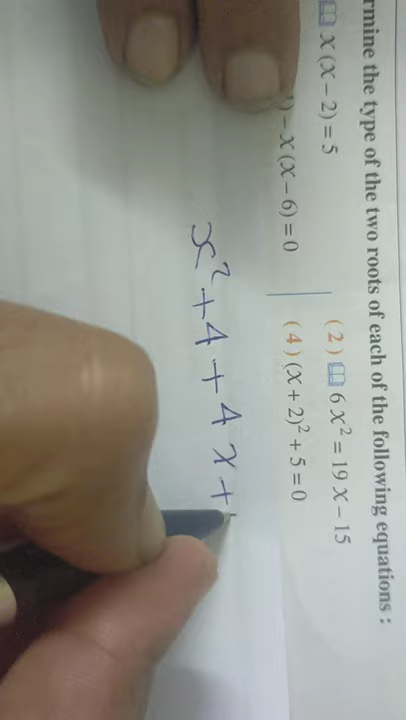 the type of the two roots of each of the following equations :
x (x − 2) = 5
( 2 ) 6 x² = 19 x − 15
− x (x − 6) = 0
( 4 ) (x + 2)² + 5 = 0
x² + 4 + 4 x +